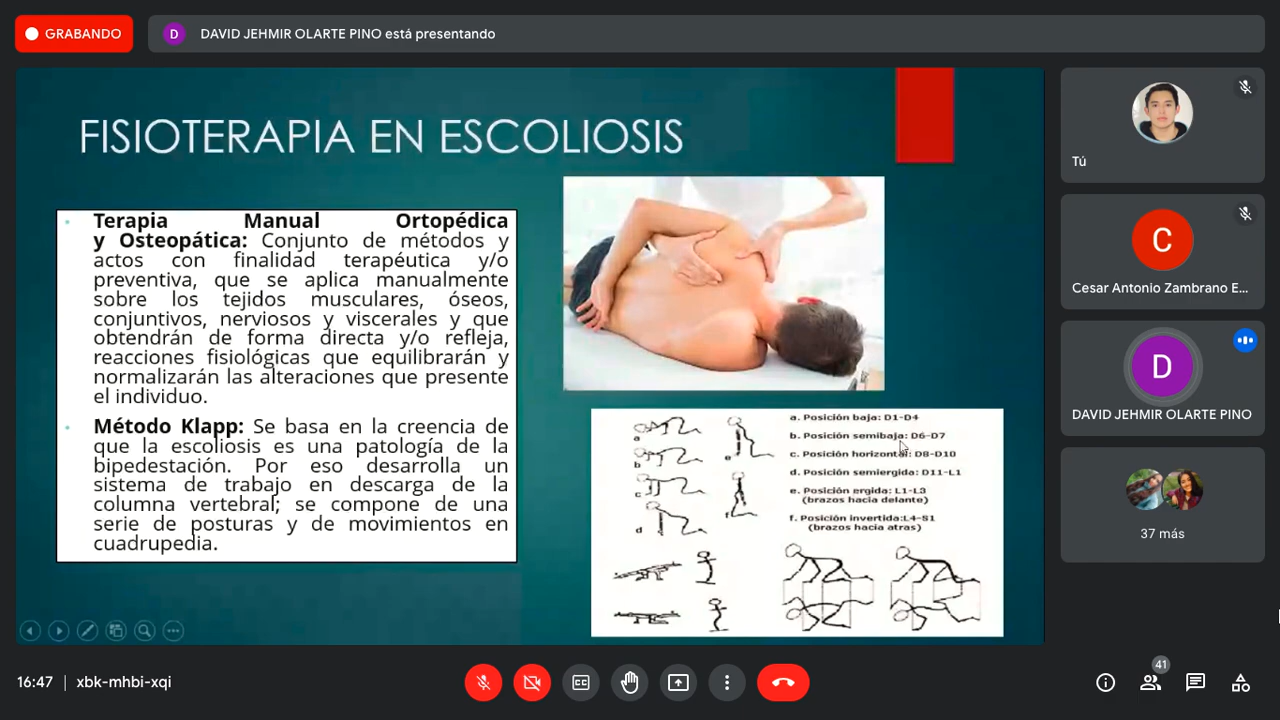 GRABANDO
D
DAVID JEHMIR OLARTE PINO está presentando
FISIOTERAPIA EN ESCOLIOSIS
Terapia Manual Ortopédica
y Osteopática: Conjunto de métodos y
actos con finalidad terapéutica y/o
preventiva, que se aplica manualmente
sobre los tejidos musculares, óseos,
conjuntivos, nerviosos y viscerales y que
obtendrán de forma directa y/o refleja,
reacciones fisiológicas que equilibrarán y
normalizarán las alteraciones que presente
el individuo.
Método Klapp: Se basa en la creencia de
que la escoliosis es una patología de la
bipedestación. Por eso desarrolla un
sistema de trabajo en descarga de la
columna vertebral; se compone de una
serie de posturas y de movimientos en
cuadrupedia.
a
b
c
d
e
f
a. Posición baja: D1-D4
b. Posición semibaja: D6-D7
c. Posición horizontal: D8-D10
d. Posición semiergida: D11-L1
e. Posición ergida: L1-L3
(brazos hacia delante)
f. Posición invertida:L4-S1
(brazos hacia atras)
Tú
C
Cesar Antonio Zambrano E...
D
DAVID JEHMIR OLARTE PINO
37 más
16:47 | xbk-mhbi-xqi
CC
41